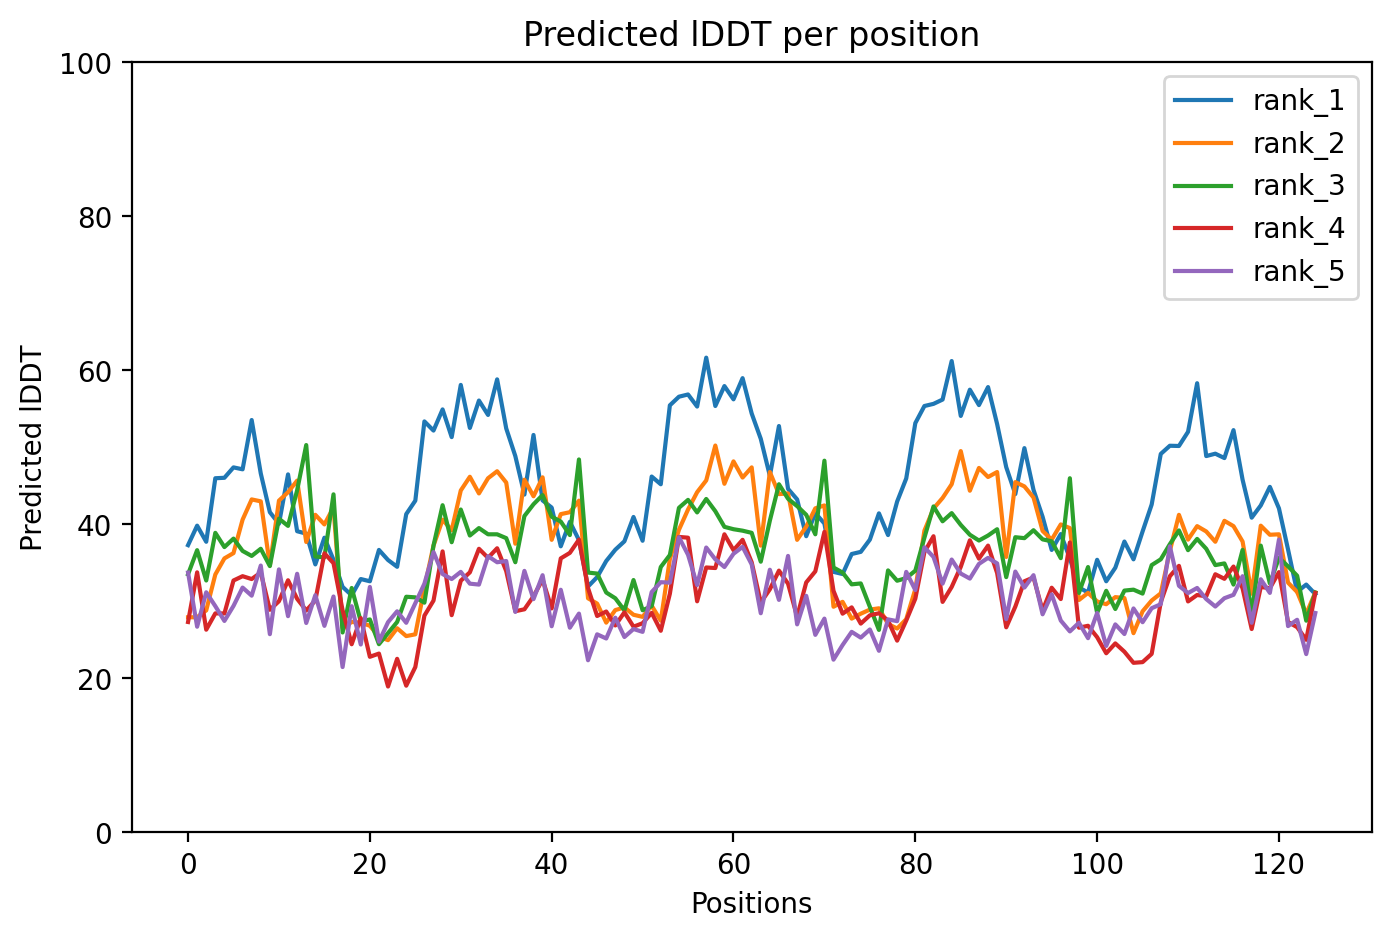 Predicted lDDT per position
100
80
60
40
20
0
Predicted lDDT
0 20 40 60 80 100 120
Positions
rank_1
rank_2
rank_3
rank_4
rank_5